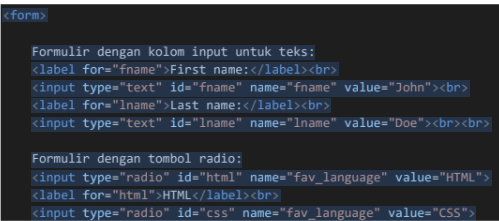 <form>
Formulir dengan kolom input untuk teks:
<label for="fname">First name:</label><br>
<input type="text" id="fname" name="fname" value="John"><br>
<label for="lname">Last name:</label><br>
<input type="text" id="lname" name="lname" value="Doe"><br><br>
Formulir dengan tombol radio:
<input type="radio" id="html" name="fav_language" value="HTML">
<label for="html">HTML</label><br>
<input type="radio" id="css" name="fav_language" value="CSS">